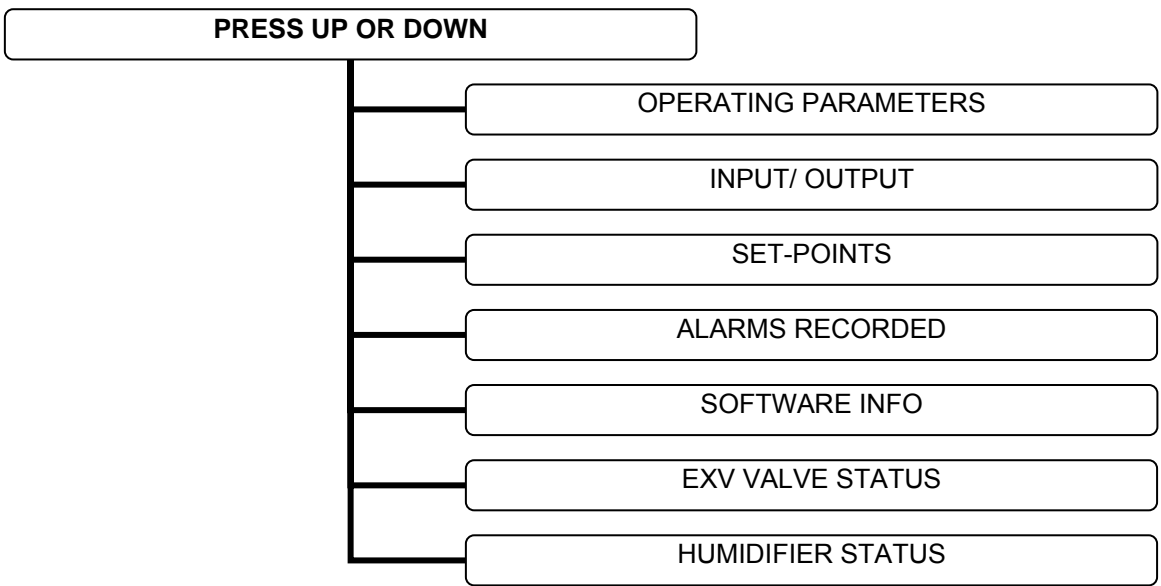 PRESS UP OR DOWN
OPERATING PARAMETERS
INPUT/ OUTPUT
SET-POINTS
ALARMS RECORDED
SOFTWARE INFO
EXV VALVE STATUS
HUMIDIFIER STATUS